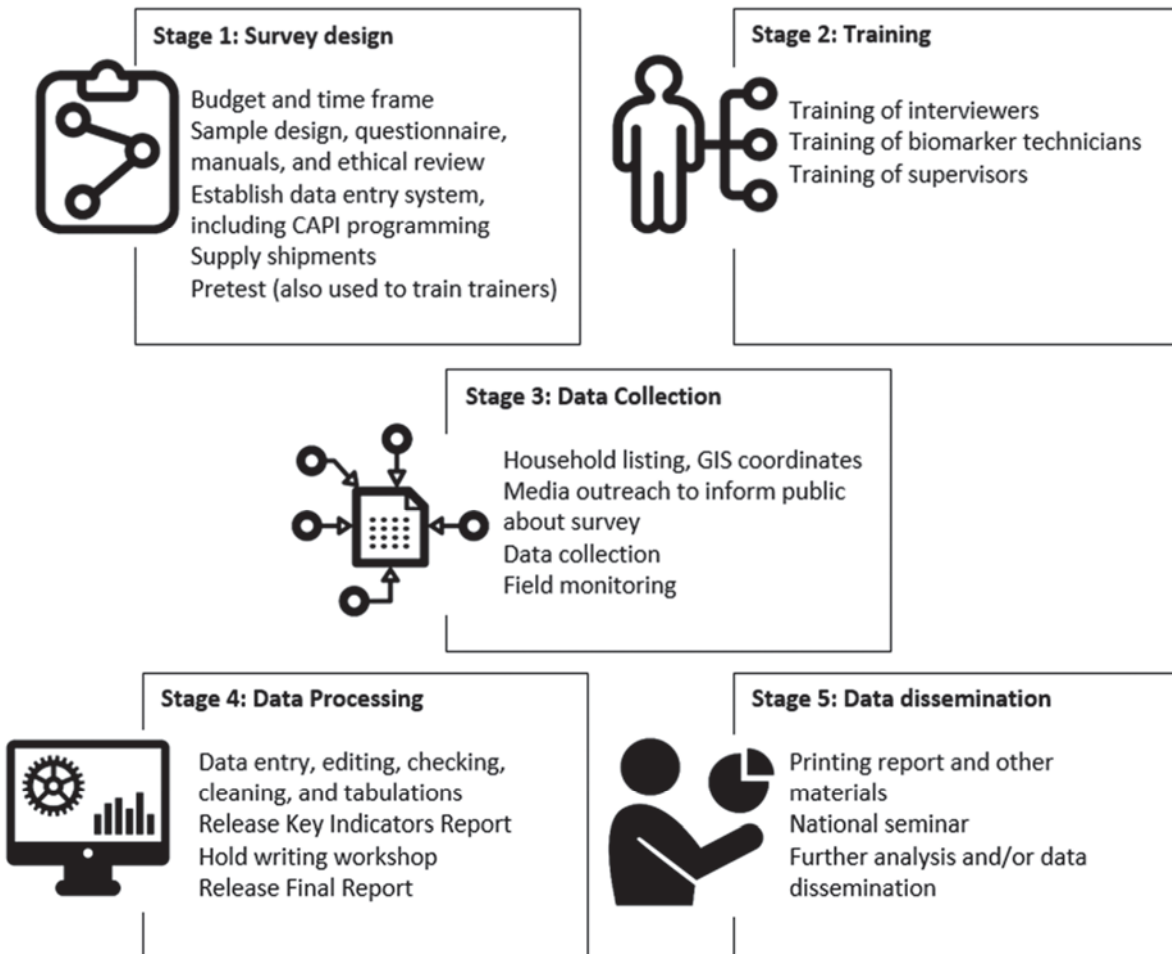 Stage 1: Survey design
Budget and time frame
Sample design, questionnaire,
manuals, and ethical review
Establish data entry system,
including CAPI programming
Supply shipments
Pretest (also used to train trainers)
Stage 2: Training
Training of interviewers
Training of biomarker technicians
Training of supervisors
Stage 3: Data Collection
Household listing, GIS coordinates
Media outreach to inform public
about survey
Data collection
Field monitoring
Stage 4: Data Processing
Data entry, editing, checking,
cleaning, and tabulations
Release Key Indicators Report
Hold writing workshop
Release Final Report
Stage 5: Data dissemination
Printing report and other
materials
National seminar
Further analysis and/or data
dissemination